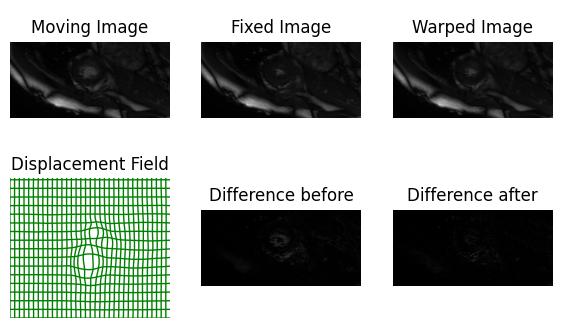 Moving Image
Fixed Image
Warped Image
Displacement Field
Difference before
Difference after